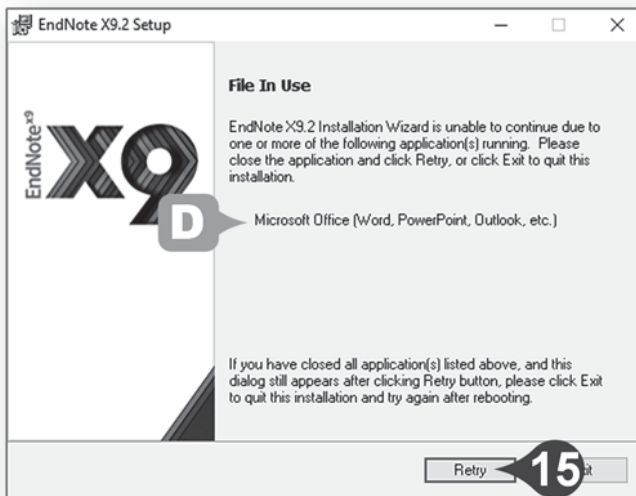 EndNote X9.2 Setup
File In Use
EndNote X9.2 Installation Wizard is unable to continue due to
one or more of the following application(s) running. Please
close the application and click Retry, or click Exit to quit this
installation.
EndNote x9
X9
D
Microsoft Office (Word, PowerPoint, Outlook, etc.)
If you have closed all application(s) listed above, and this
dialog still appears after clicking Retry button, please click Exit
to quit this installation and try again after rebooting.
Retry
15